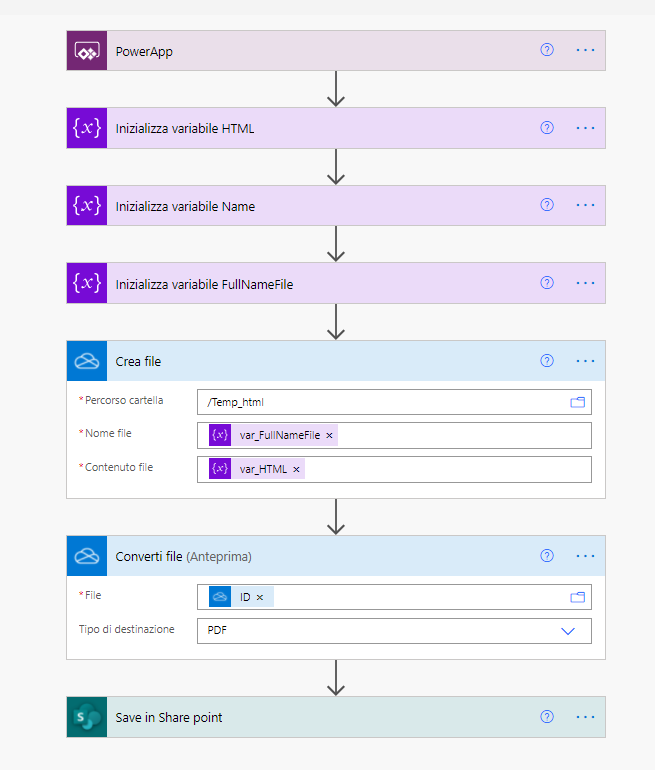 PowerApp
{x} Inizializza variabile HTML
{x} Inizializza variabile Name
{x} Inizializza variabile FullNameFile
Crea file
*Percorso cartella /Temp_html
*Nome file {x} var_FullNameFile ×
*Contenuto file {x} var_HTML ×
Converti file (Anteprima)
*File ID ×
Tipo di destinazione PDF
S Save in Share point